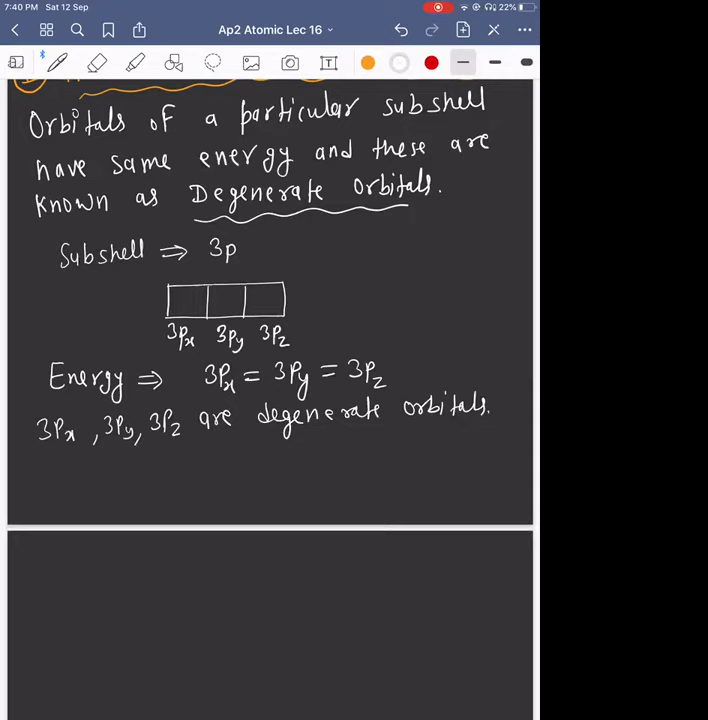 7:40 PM Sat 12 Sep
22%
Ap2 Atomic Lec 16
Orbitals of a particular subshell
have same energy and these are
known as Degenerate Orbitals.
Subshell ⇒ 3p
3px 3py 3pz
Energy ⇒ 3Px = 3Py = 3Pz
3Px , 3Py, 3Pz are degenerate orbitals.